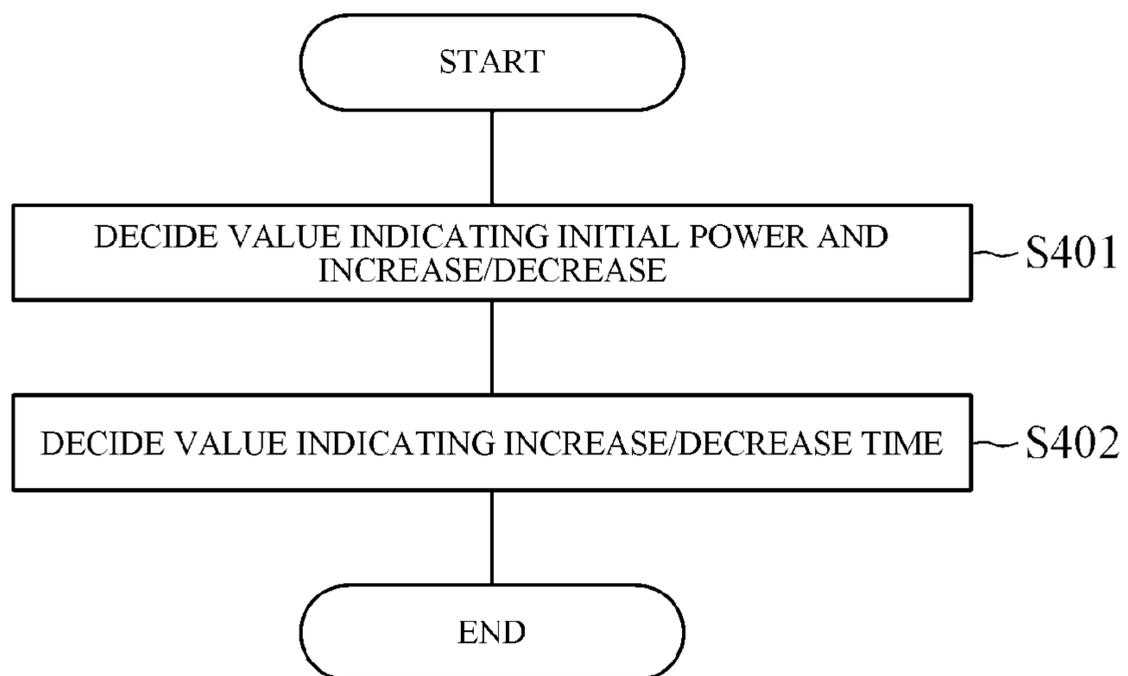 START
DECIDE VALUE INDICATING INITIAL POWER AND
INCREASE/DECREASE
S401
DECIDE VALUE INDICATING INCREASE/DECREASE TIME
S402
END